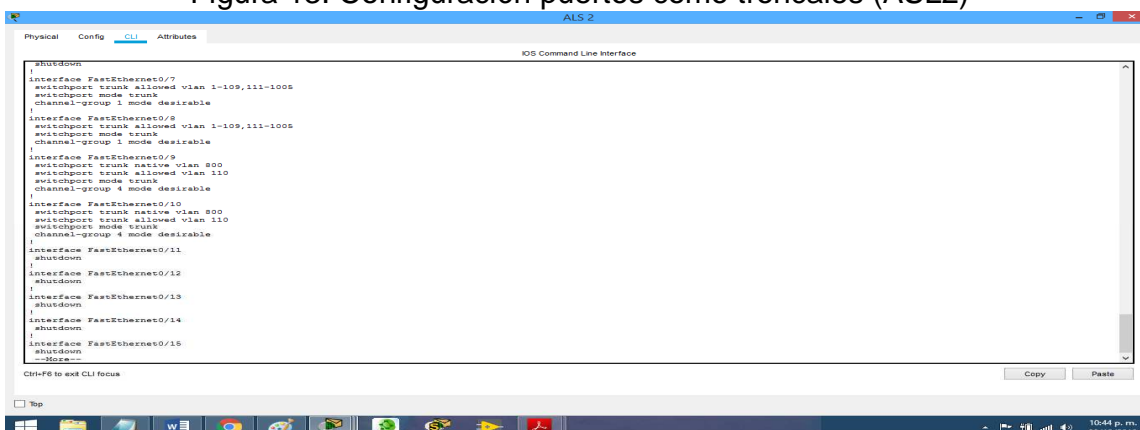 Figura 18. Configuración puertos como troncales (ASL2)
ALS 2
Physical Config CLI Attributes
IOS Command Line Interface
shutdown
!
interface FastEthernet0/7
switchport trunk allowed vlan 1-109,111-1005
switchport mode trunk
channel-group 1 mode desirable
!
interface FastEthernet0/8
switchport trunk allowed vlan 1-109,111-1005
switchport mode trunk
channel-group 1 mode desirable
!
interface FastEthernet0/9
switchport trunk native vlan 800
switchport trunk allowed vlan 110
switchport mode trunk
channel-group 4 mode desirable
!
interface FastEthernet0/10
switchport trunk native vlan 800
switchport trunk allowed vlan 110
switchport mode trunk
channel-group 4 mode desirable
!
interface FastEthernet0/11
shutdown
!
interface FastEthernet0/12
shutdown
!
interface FastEthernet0/13
shutdown
!
interface FastEthernet0/14
shutdown
!
interface FastEthernet0/15
shutdown
--More--
Ctrl+F6 to exit CLI focus
Copy Paste
Top
10:44 p. m.